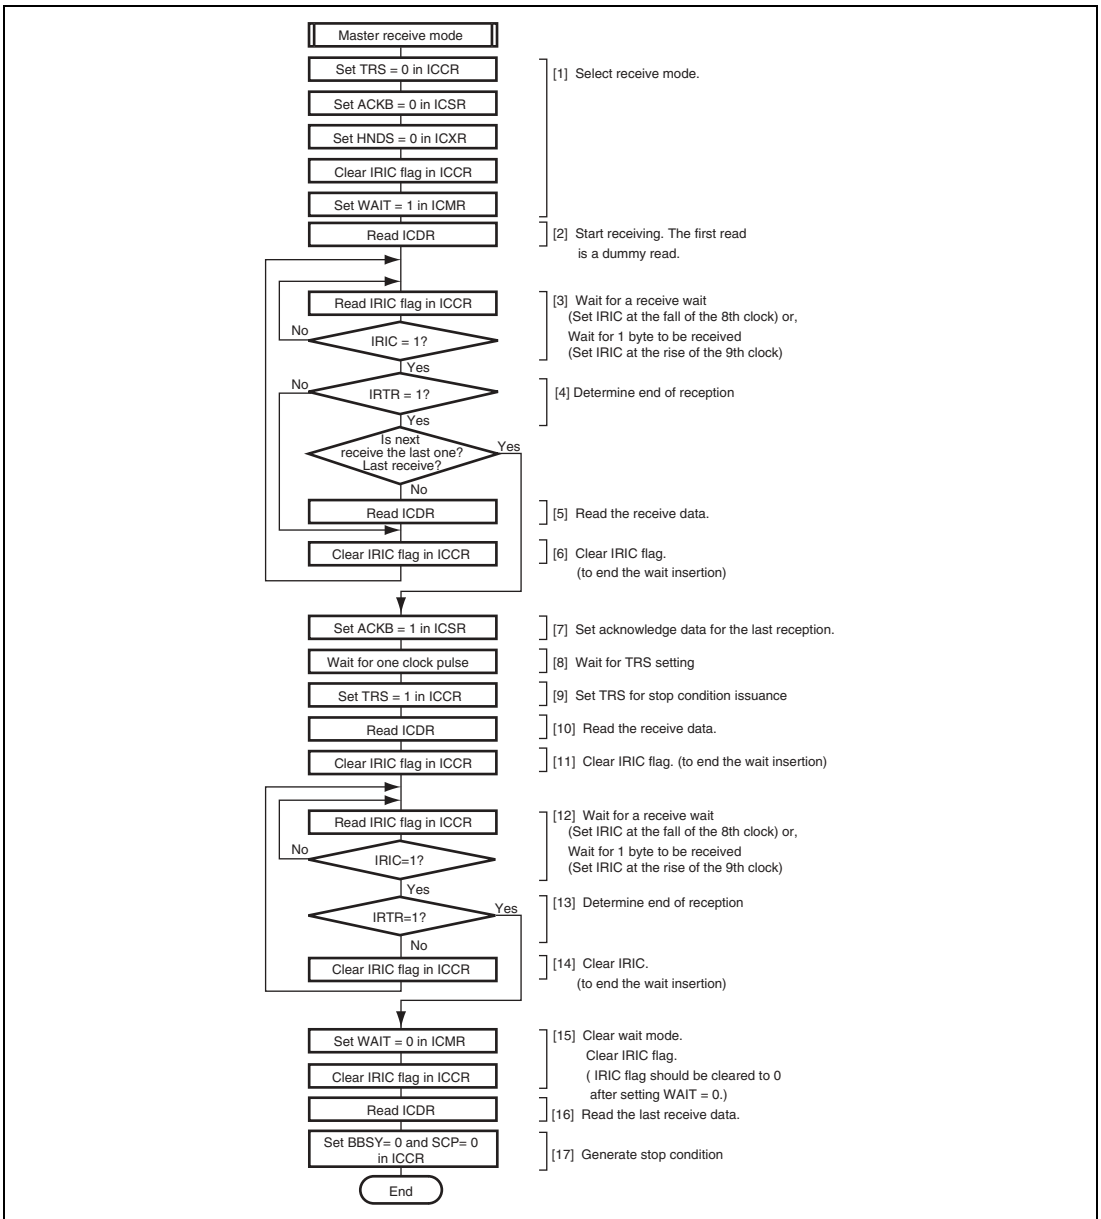 Master receive mode
Set TRS = 0 in ICCR
[1] Select receive mode.
Set ACKB = 0 in ICSR
Set HNDS = 0 in ICXR
Clear IRIC flag in ICCR
Set WAIT = 1 in ICMR
Read ICDR
[2] Start receiving. The first read
is a dummy read.
Read IRIC flag in ICCR
[3] Wait for a receive wait
(Set IRIC at the fall of the 8th clock) or,
Wait for 1 byte to be received
(Set IRIC at the rise of the 9th clock)
No
IRIC = 1?
Yes
No
IRTR = 1?
[4] Determine end of reception
Yes
Is next
receive the last one?
Last receive?
Yes
No
Read ICDR
[5] Read the receive data.
Clear IRIC flag in ICCR
[6] Clear IRIC flag.
(to end the wait insertion)
Set ACKB = 1 in ICSR
[7] Set acknowledge data for the last reception.
Wait for one clock pulse
[8] Wait for TRS setting
Set TRS = 1 in ICCR
[9] Set TRS for stop condition issuance
Read ICDR
[10] Read the receive data.
Clear IRIC flag in ICCR
[11] Clear IRIC flag. (to end the wait insertion)
Read IRIC flag in ICCR
[12] Wait for a receive wait
(Set IRIC at the fall of the 8th clock) or,
Wait for 1 byte to be received
(Set IRIC at the rise of the 9th clock)
No
IRIC=1?
Yes
IRTR=1?
Yes
[13] Determine end of reception
No
Clear IRIC flag in ICCR
[14] Clear IRIC.
(to end the wait insertion)
Set WAIT = 0 in ICMR
[15] Clear wait mode.
Clear IRIC flag.
( IRIC flag should be cleared to 0
after setting WAIT = 0.)
Clear IRIC flag in ICCR
Read ICDR
[16] Read the last receive data.
Set BBSY= 0 and SCP= 0
in ICCR
[17] Generate stop condition
End